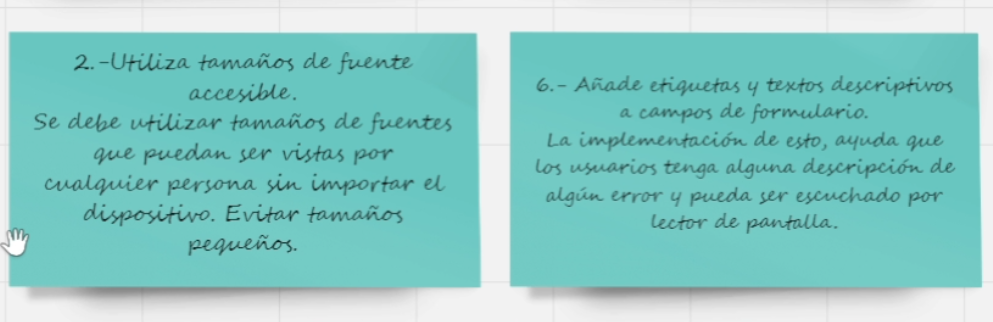 2.-Utiliza tamaños de fuente
accesible.
Se debe utilizar tamaños de fuentes
que puedan ser vistas por
cualquier persona sin importar el
dispositivo. Evitar tamaños
pequeños.
6.- Añade etiquetas y textos descriptivos
a campos de formulario.
La implementación de esto, ayuda que
los usuarios tenga alguna descripción de
algún error y pueda ser escuchado por
lector de pantalla.